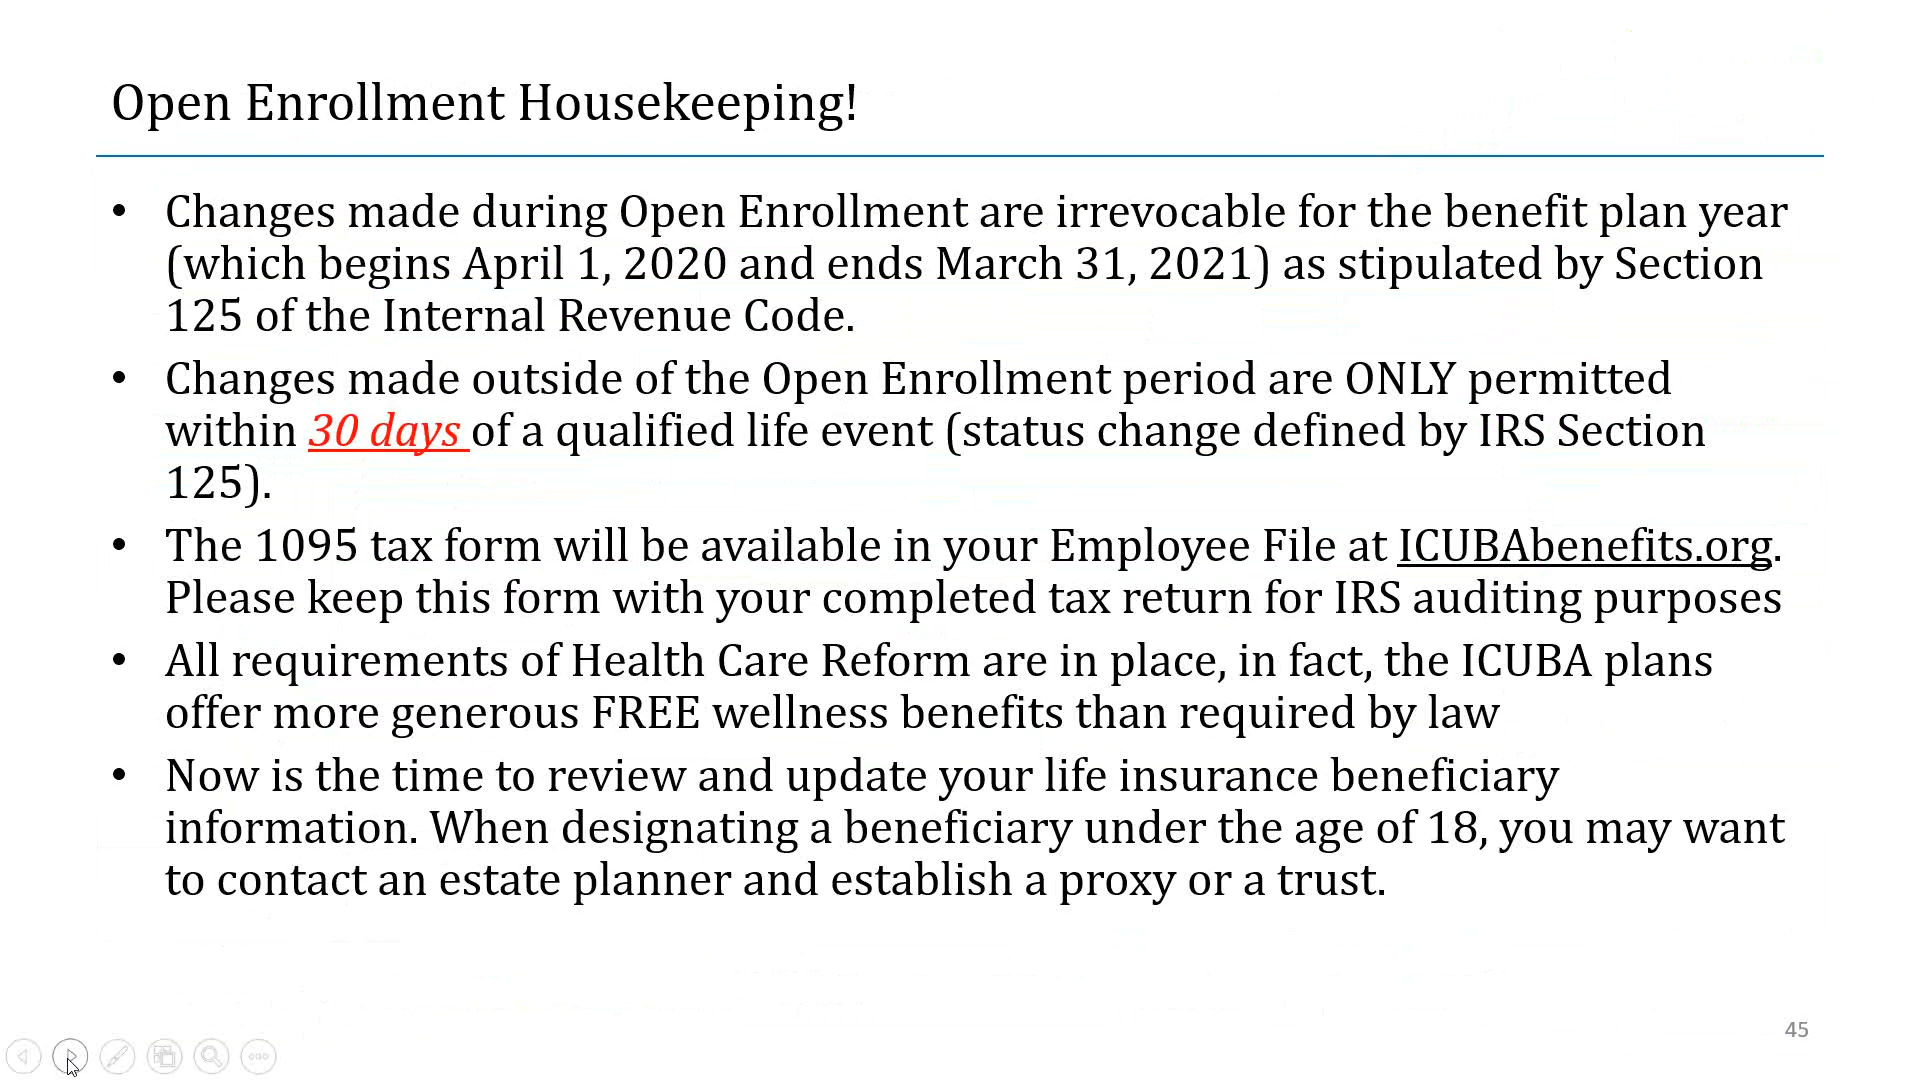 Open Enrollment Housekeeping!
• Changes made during Open Enrollment are irrevocable for the benefit plan year
(which begins April 1, 2020 and ends March 31, 2021) as stipulated by Section
125 of the Internal Revenue Code.
• Changes made outside of the Open Enrollment period are ONLY permitted
within 30 days of a qualified life event (status change defined by IRS Section
125).
• The 1095 tax form will be available in your Employee File at ICUBAbenefits.org.
Please keep this form with your completed tax return for IRS auditing purposes
• All requirements of Health Care Reform are in place, in fact, the ICUBA plans
offer more generous FREE wellness benefits than required by law
• Now is the time to review and update your life insurance beneficiary
information. When designating a beneficiary under the age of 18, you may want
to contact an estate planner and establish a proxy or a trust.
45